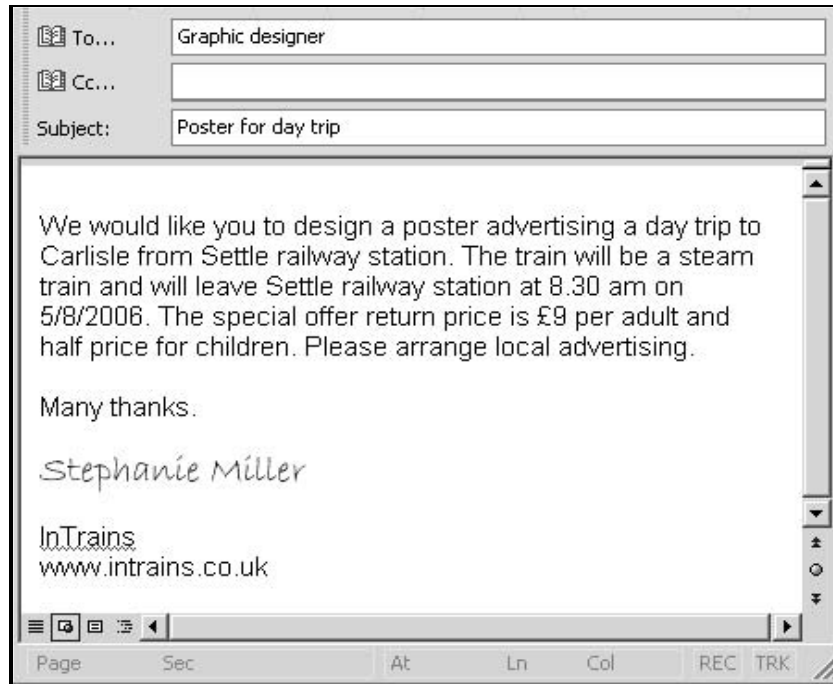 To...
Graphic designer
Cc...
Subject:
Poster for day trip
We would like you to design a poster advertising a day trip to
Carlisle from Settle railway station. The train will be a steam
train and will leave Settle railway station at 8.30 am on
5/8/2006. The special offer return price is £9 per adult and
half price for children. Please arrange local advertising.
Many thanks.
Stephanie Miller
InTrains
www.intrains.co.uk
Page Sec At Ln Col REC TRK